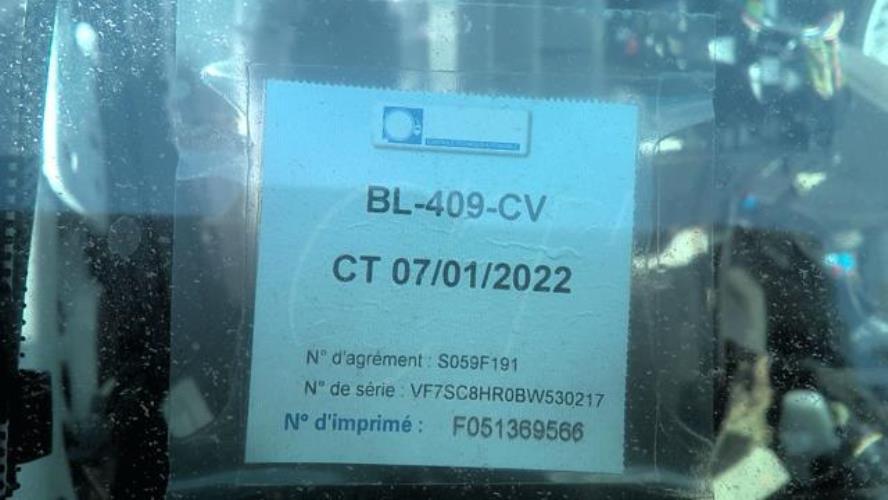 BL-409-CV
CT 07/01/2022
N° d'agrément : S059F191
N° de série : VF7SC8HR0BW530217
N° d'imprimé : F051369566